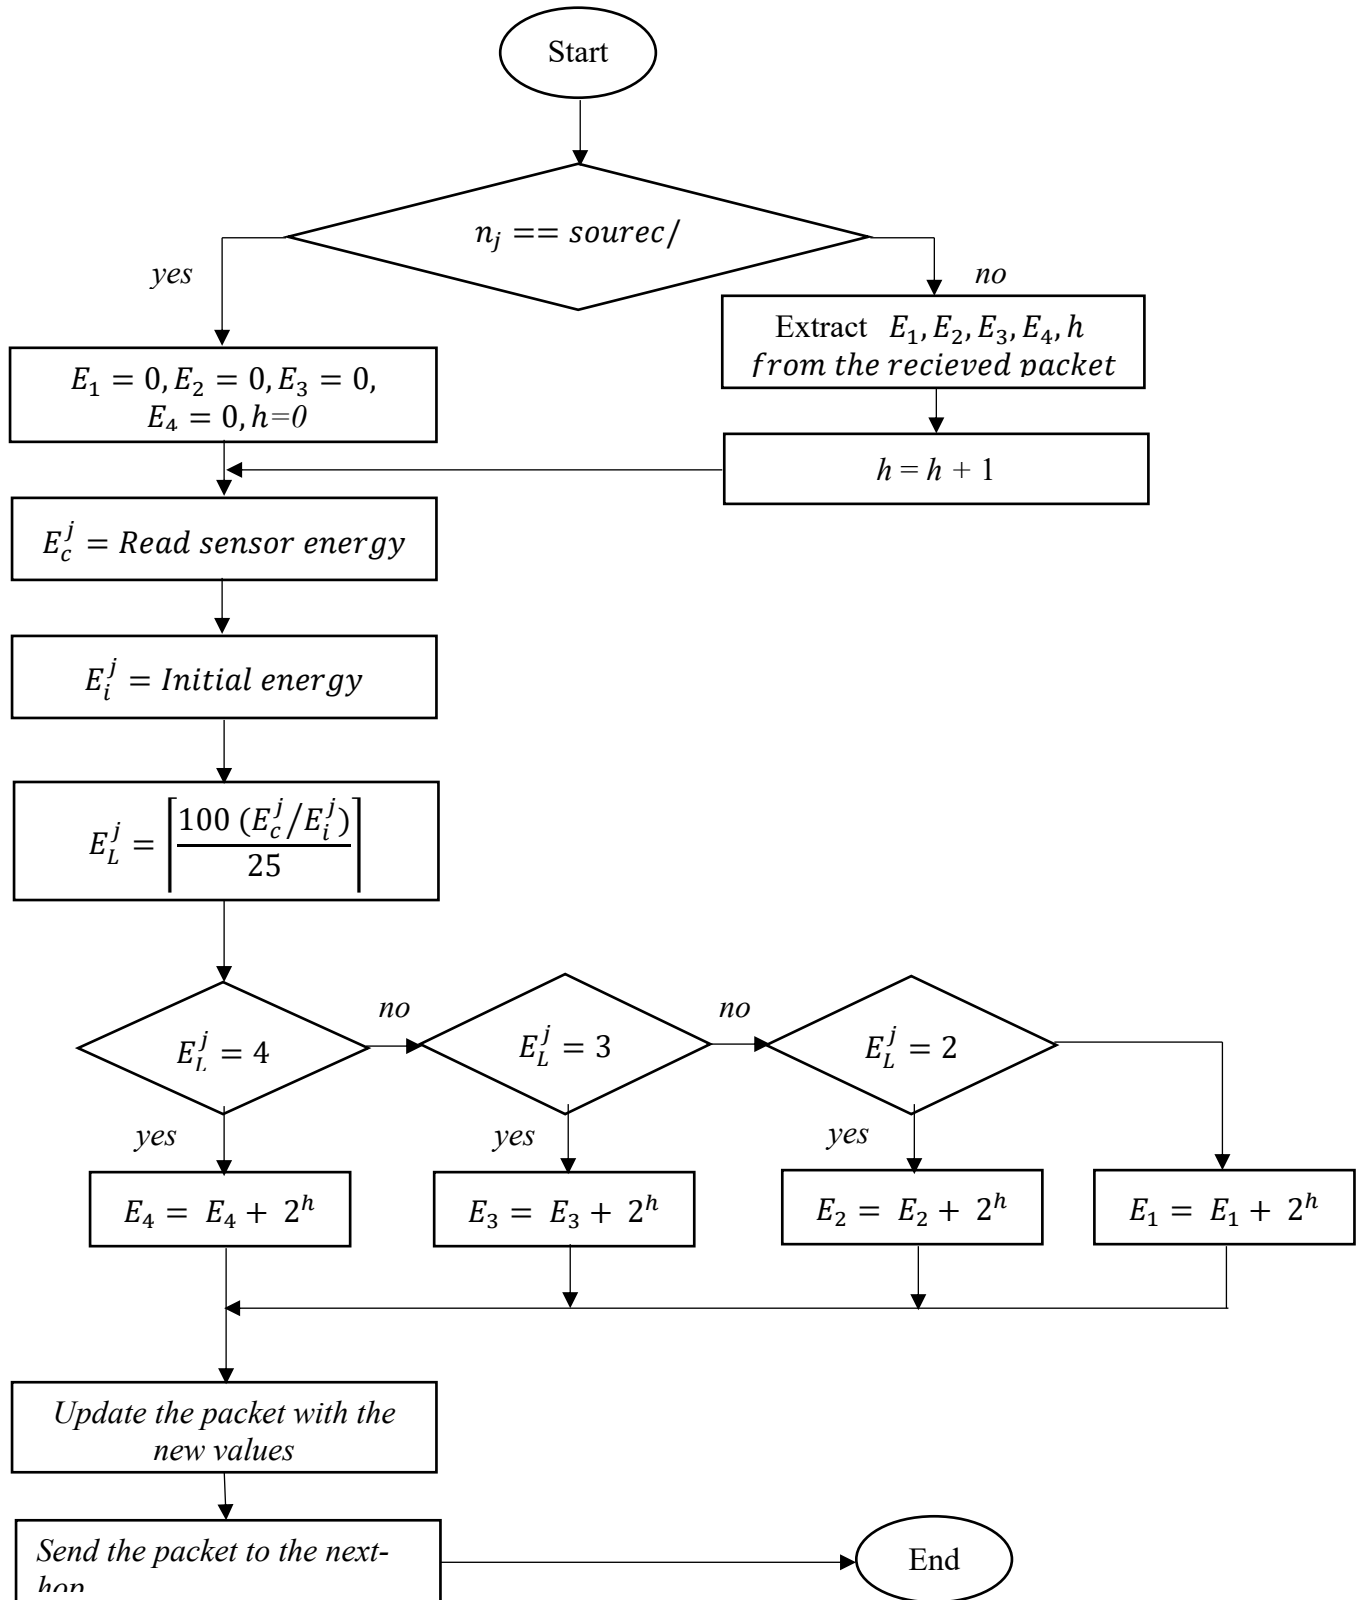 Start
n_j == sourec/
yes
no
Extract E_1, E_2, E_3, E_4, h
from the recieved packet
E_1 = 0, E_2 = 0, E_3 = 0,
E_4 = 0, h=0
h = h + 1
E_c^j = Read sensor energy
E_i^j = Initial energy
E_L^j = ⌈100 (E_c^j/E_i^j) / 25⌉
E_L^j = 4
no
E_L^j = 3
no
E_L^j = 2
yes
yes
yes
E_4 = E_4 + 2^h
E_3 = E_3 + 2^h
E_2 = E_2 + 2^h
E_1 = E_1 + 2^h
Update the packet with the
new values
Send the packet to the next-
hop
End